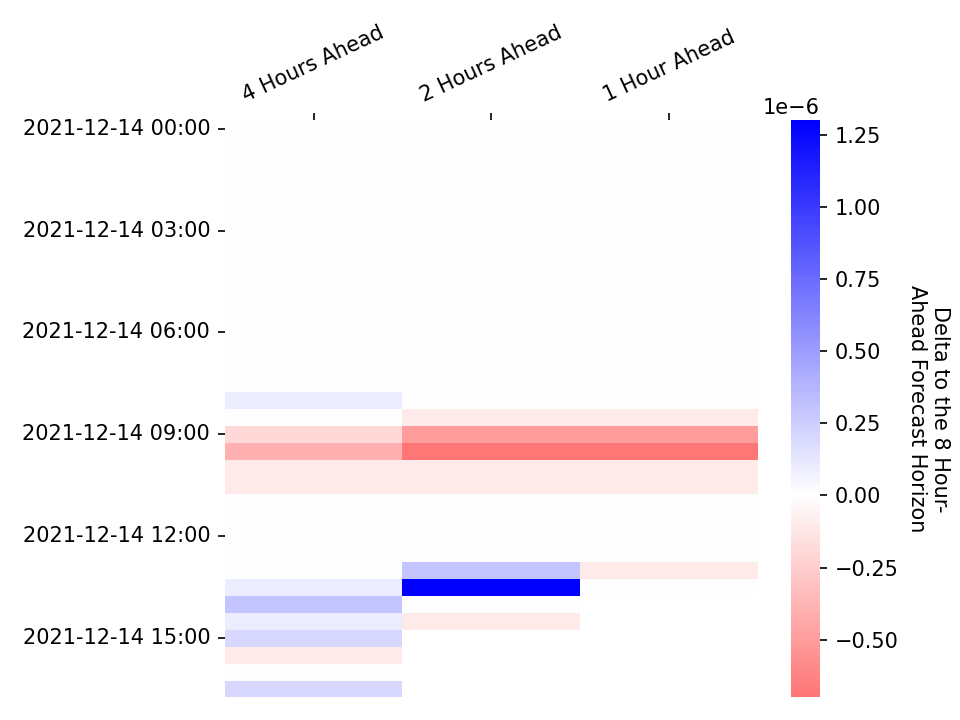 4 Hours Ahead
2 Hours Ahead
1 Hour Ahead
1e−6
2021-12-14 00:00
2021-12-14 03:00
2021-12-14 06:00
2021-12-14 09:00
2021-12-14 12:00
2021-12-14 15:00
1.25
1.00
0.75
0.50
0.25
0.00
−0.25
−0.50
Delta to the 8 Hour-
Ahead Forecast Horizon